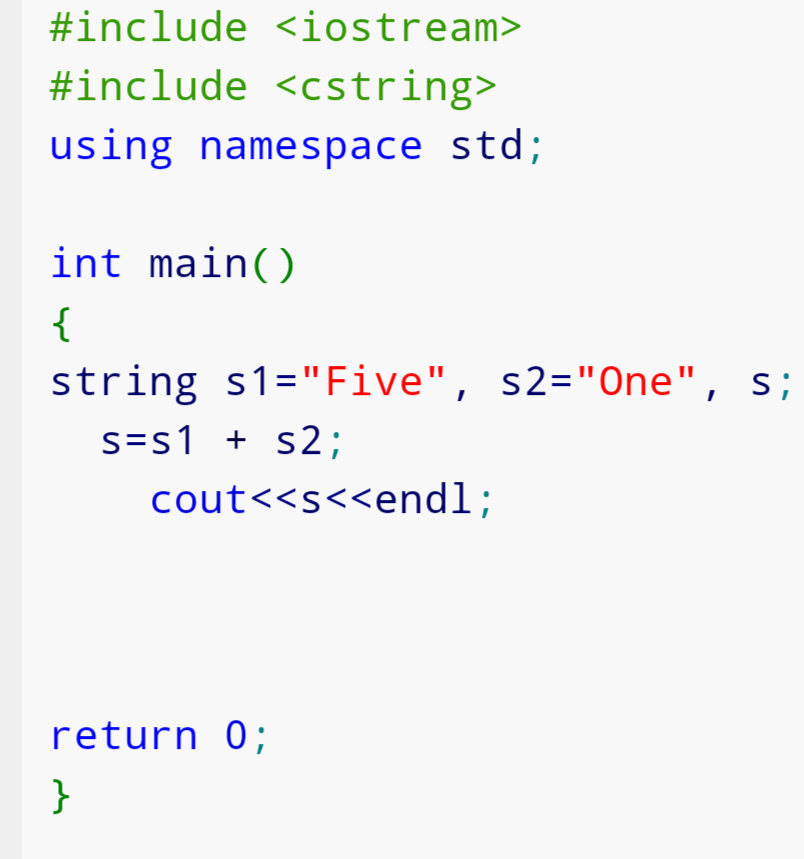 #include <iostream>
#include <cstring>
using namespace std;
int main()
{
string s1="Five", s2="One", s;
s=s1 + s2;
cout<<s<<endl;
return 0;
}